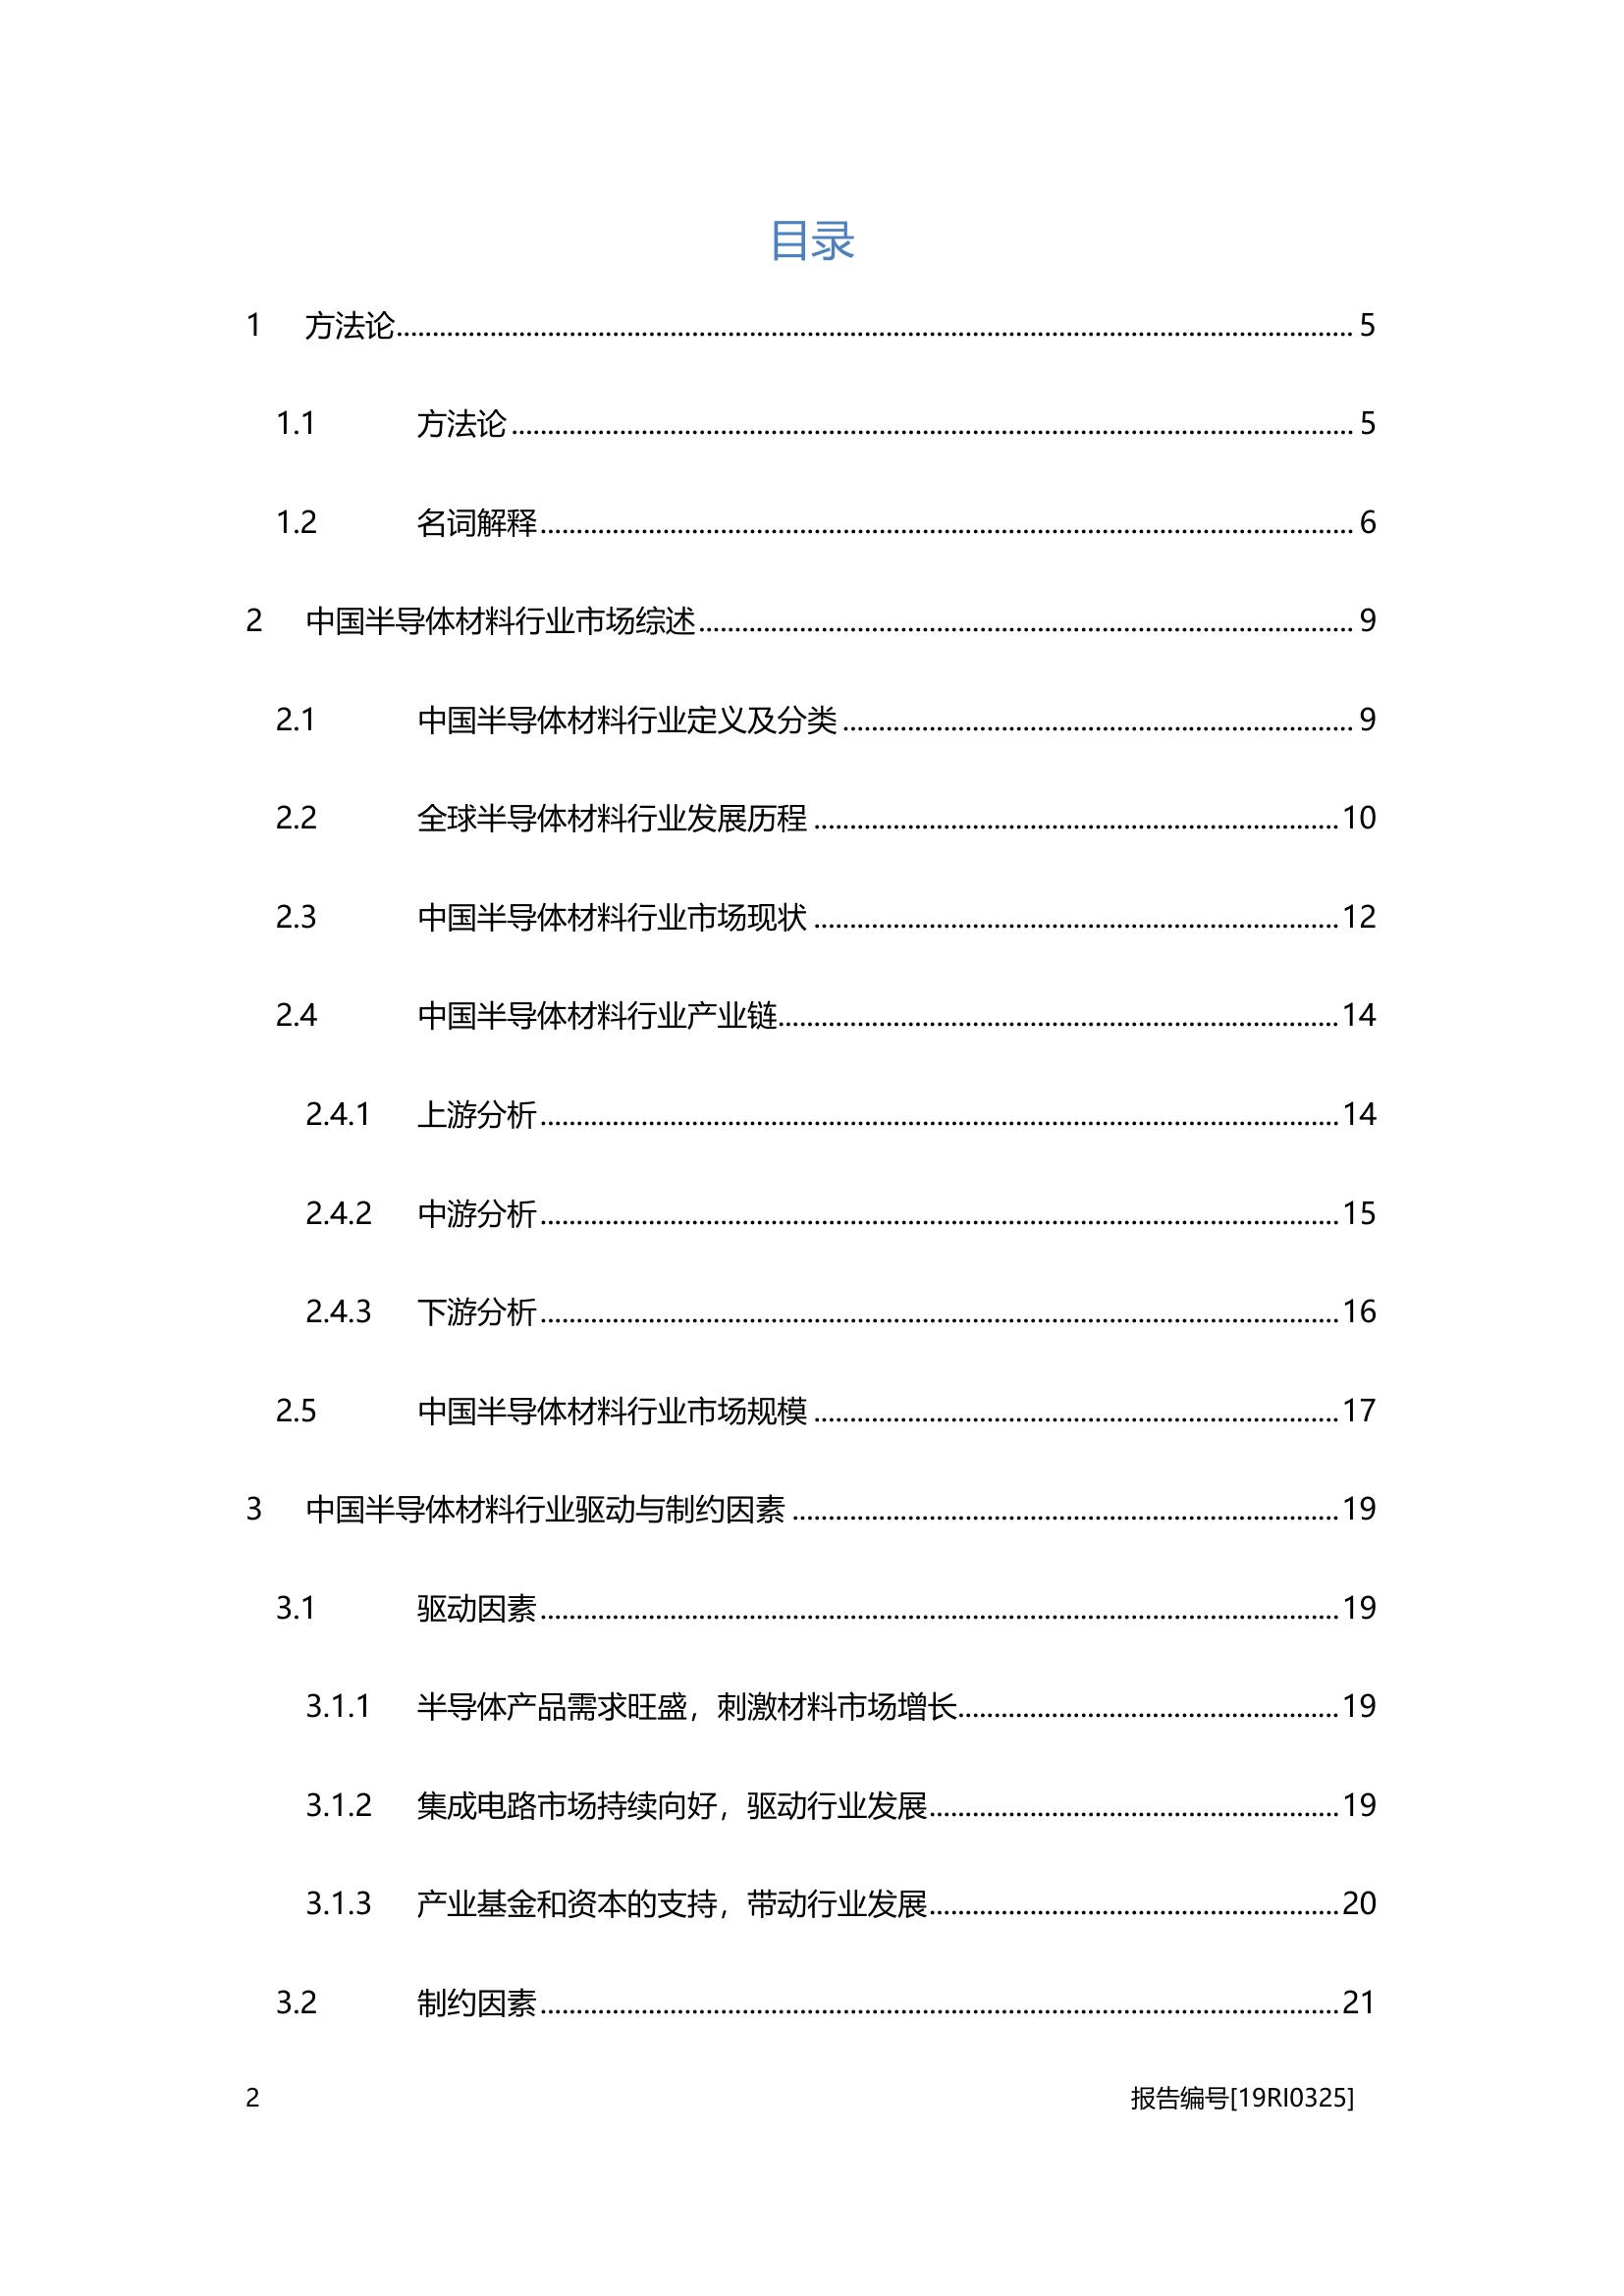 目录
1 方法论 5
1.1 方法论 5
1.2 名词解释 6
2 中国半导体材料行业市场综述 9
2.1 中国半导体材料行业定义及分类 9
2.2 全球半导体材料行业发展历程 10
2.3 中国半导体材料行业市场现状 12
2.4 中国半导体材料行业产业链 14
2.4.1 上游分析 14
2.4.2 中游分析 15
2.4.3 下游分析 16
2.5 中国半导体材料行业市场规模 17
3 中国半导体材料行业驱动与制约因素 19
3.1 驱动因素 19
3.1.1 半导体产品需求旺盛，刺激材料市场增长 19
3.1.2 集成电路市场持续向好，驱动行业发展 19
3.1.3 产业基金和资本的支持，带动行业发展 20
3.2 制约因素 21
2 报告编号[19RI0325]